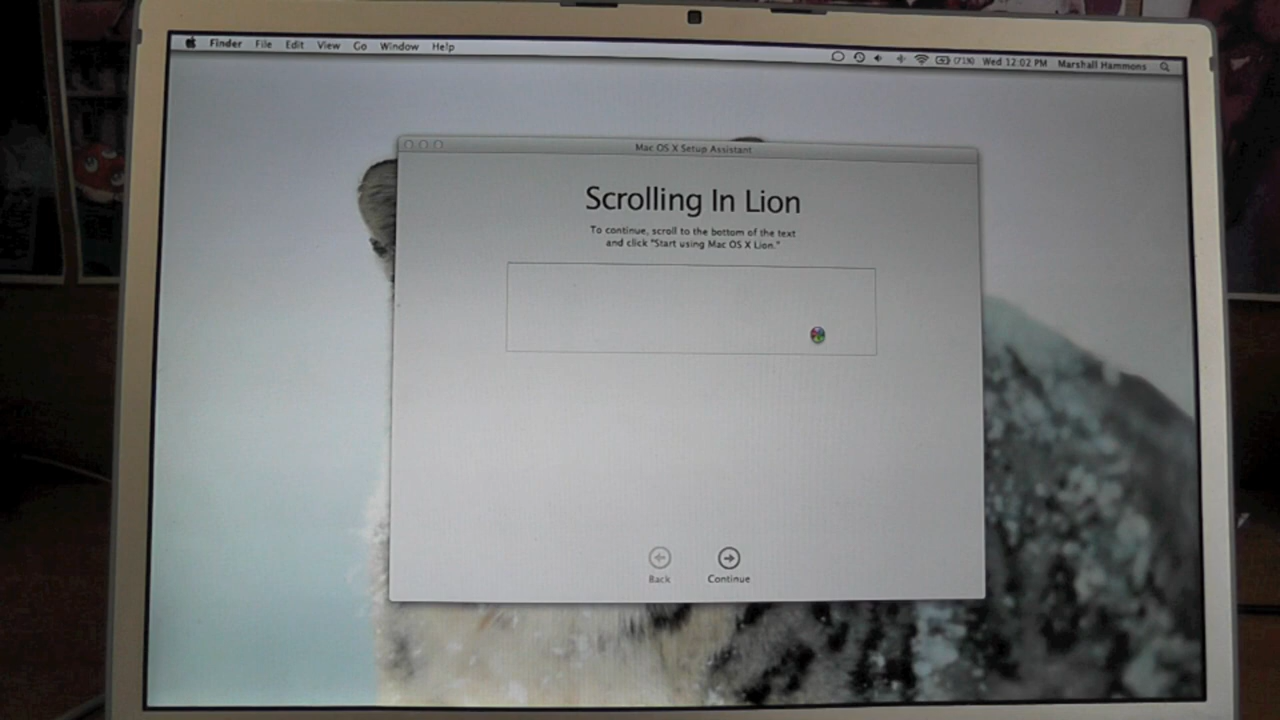 Finder File Edit View Go Window Help
(71%) Wed 12:02 PM Marshall Hammons
Mac OS X Setup Assistant
Scrolling In Lion
To continue, scroll to the bottom of the text
and click "Start using Mac OS X Lion."
Back Continue